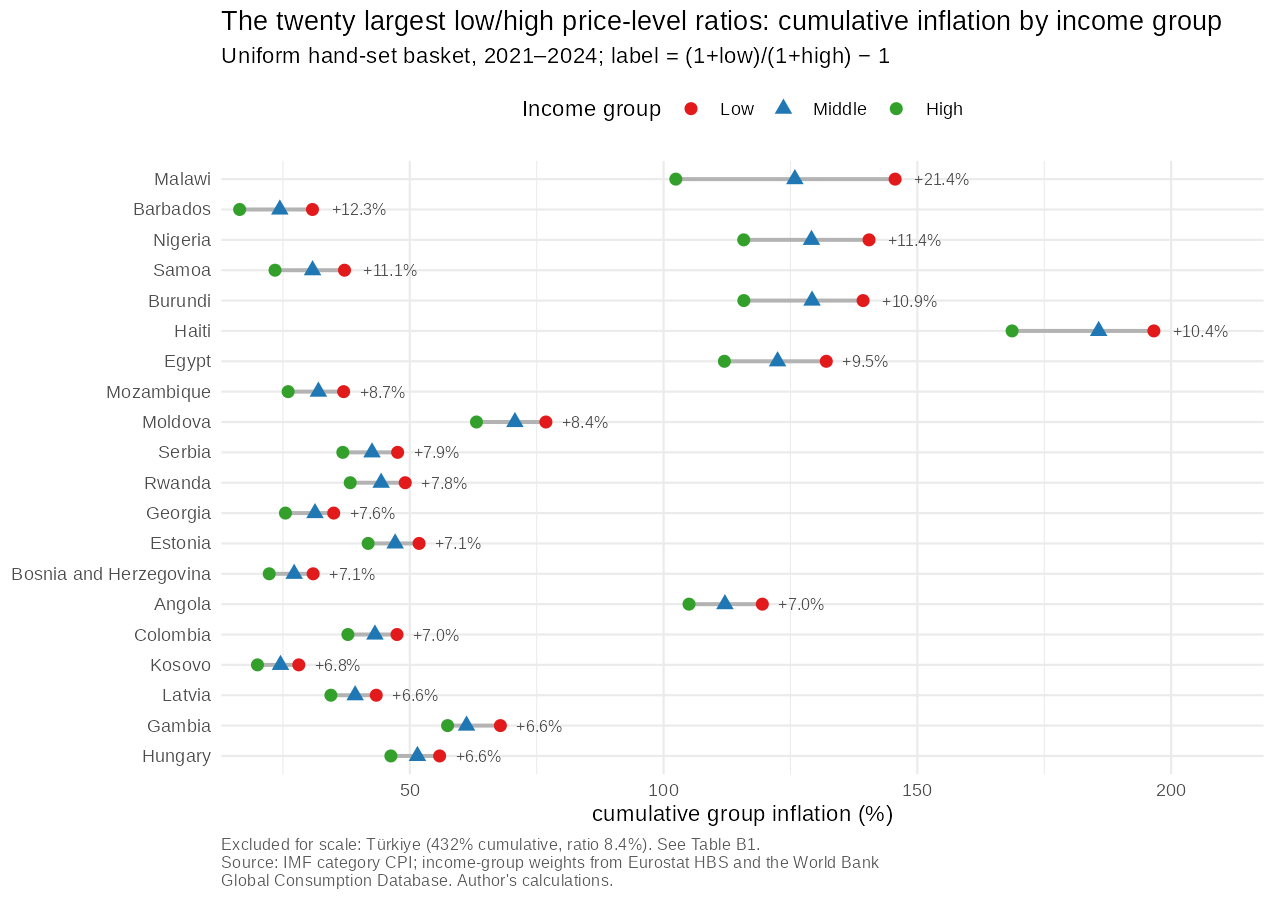 The twenty largest low/high price-level ratios: cumulative inflation by income group
Uniform hand-set basket, 2021–2024; label = (1+low)/(1+high) − 1
Income group Low Middle High
Malawi +21.4%
Barbados +12.3%
Nigeria +11.4%
Samoa +11.1%
Burundi +10.9%
Haiti +10.4%
Egypt +9.5%
Mozambique +8.7%
Moldova +8.4%
Serbia +7.9%
Rwanda +7.8%
Georgia +7.6%
Estonia +7.1%
Bosnia and Herzegovina +7.1%
Angola +7.0%
Colombia +7.0%
Kosovo +6.8%
Latvia +6.6%
Gambia +6.6%
Hungary +6.6%
50 100 150 200
cumulative group inflation (%)
Excluded for scale: Türkiye (432% cumulative, ratio 8.4%). See Table B1.
Source: IMF category CPI; income-group weights from Eurostat HBS and the World Bank
Global Consumption Database. Author's calculations.